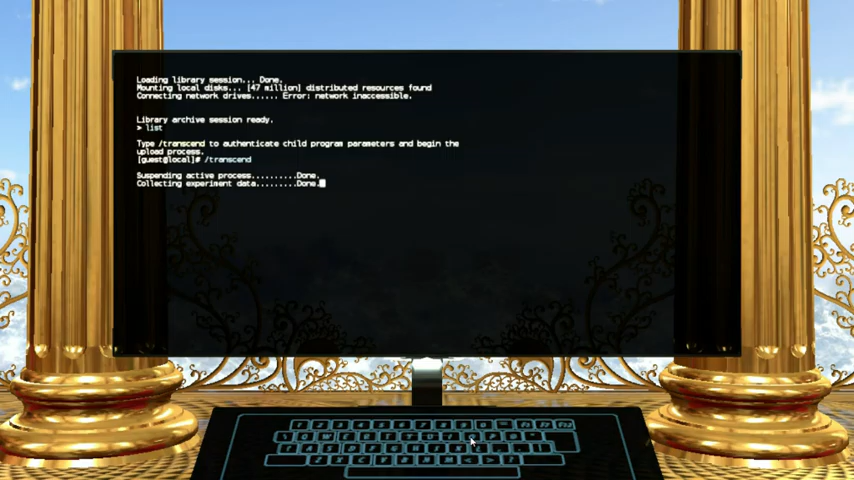 Loading library session... Done.
Mounting local disks... [47 million] distributed resources found
Connecting network drives...... Error: network inaccessible.
Library archive session ready.
> list
Type /transcend to authenticate child program parameters and begin the
upload process.
[guest@local]# /transcend
Suspending active process..........Done.
Collecting experiment data.........Done.